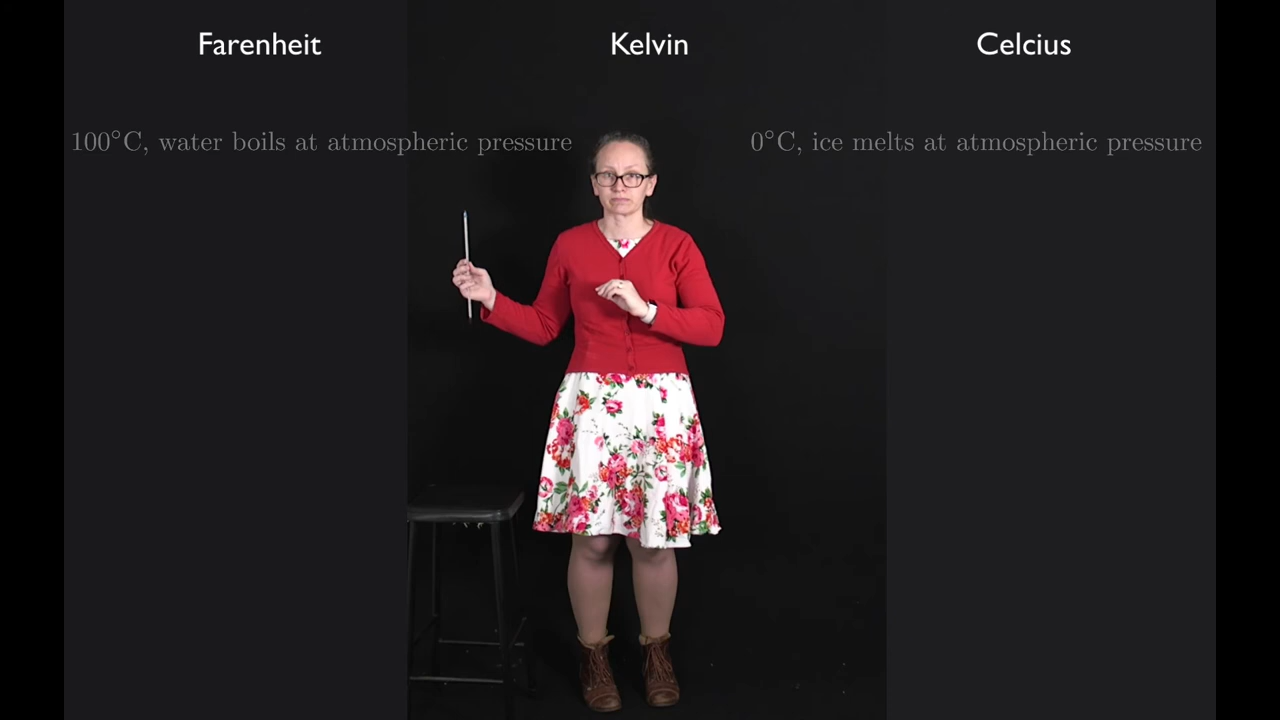 Farenheit
Kelvin
Celcius
100°C, water boils at atmospheric pressure
0°C, ice melts at atmospheric pressure